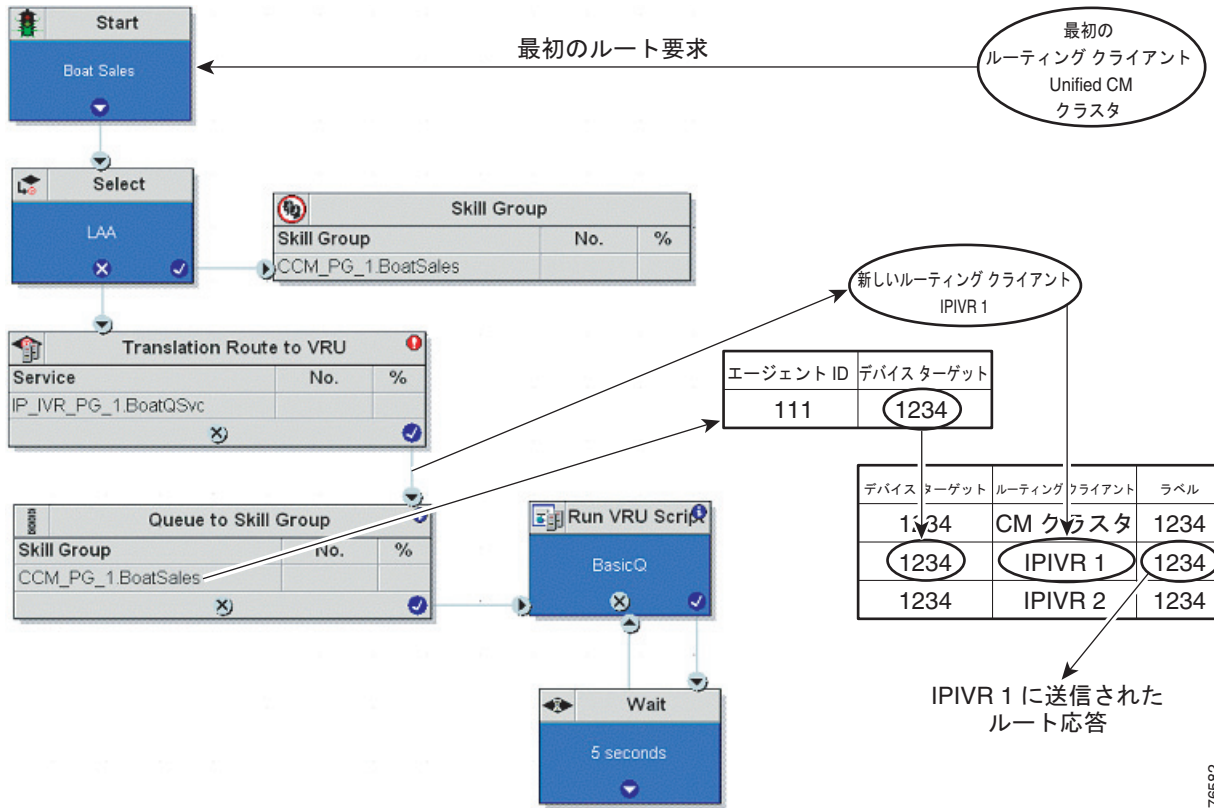 Start
Boat Sales
最初のルート要求
最初の
ルーティング クライアント
Unified CM
クラスタ
Select
LAA
Skill Group
Skill Group No. %
CCM_PG_1.BoatSales
新しいルーティング クライアント
IPIVR 1
Translation Route to VRU
Service No. %
IP_IVR_PG_1.BoatQSvc
エージェント ID デバイス ターゲット
111 1234
Queue to Skill Group
Skill Group No. %
CCM_PG_1.BoatSales
Run VRU Script
BasicQ
デバイス ターゲット ルーティング クライアント ラベル
1234 CM クラスタ 1234
1234 IPIVR 1 1234
1234 IPIVR 2 1234
Wait
5 seconds
IPIVR 1 に送信された
ルート応答